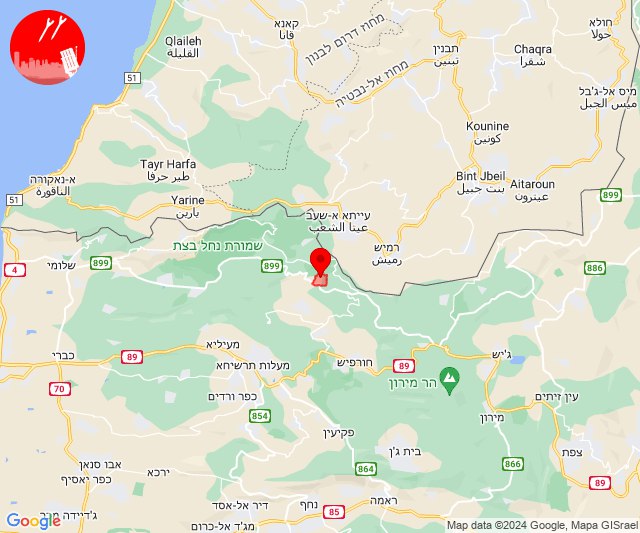 קאנא
قانا
מחוז דרום לבנון
Qlaileh
القليلة
תבנין
تبنين
Chaqra
شقرا
חולא
حولا
51
מחוז אל-נבטיה
מיס אל-ג'בל
ميس الجبل
Kounine
كونين
Tayr Harfa
طير حرفا
א-נאקורה
الناقورة
Bint Jbeil
بنت جبيل
Aitaroun
عيترون
51
Yarine
يارين
899
עייתא א-שעב
عيتا الشعب
רמיש
رميش
שמורת נחל בצת
899
899
שלומי
4
886
מעיליא
כברי
89
מעלות תרשיחא
חורפיש
89
ג'יש
70
הר מירון
כפר ורדים
עין זיתים
854
מירון
פקיעין
בית ג'ן
צפת
אבו סנאן
ירכא
864
866
כפר יאסיף
89
ראמה
דיר אל-אסד
נחף
85
ג'דיידה מכר
מג'ד אל-כרום
Google
Map data ©2024 Google, Mapa GISrael